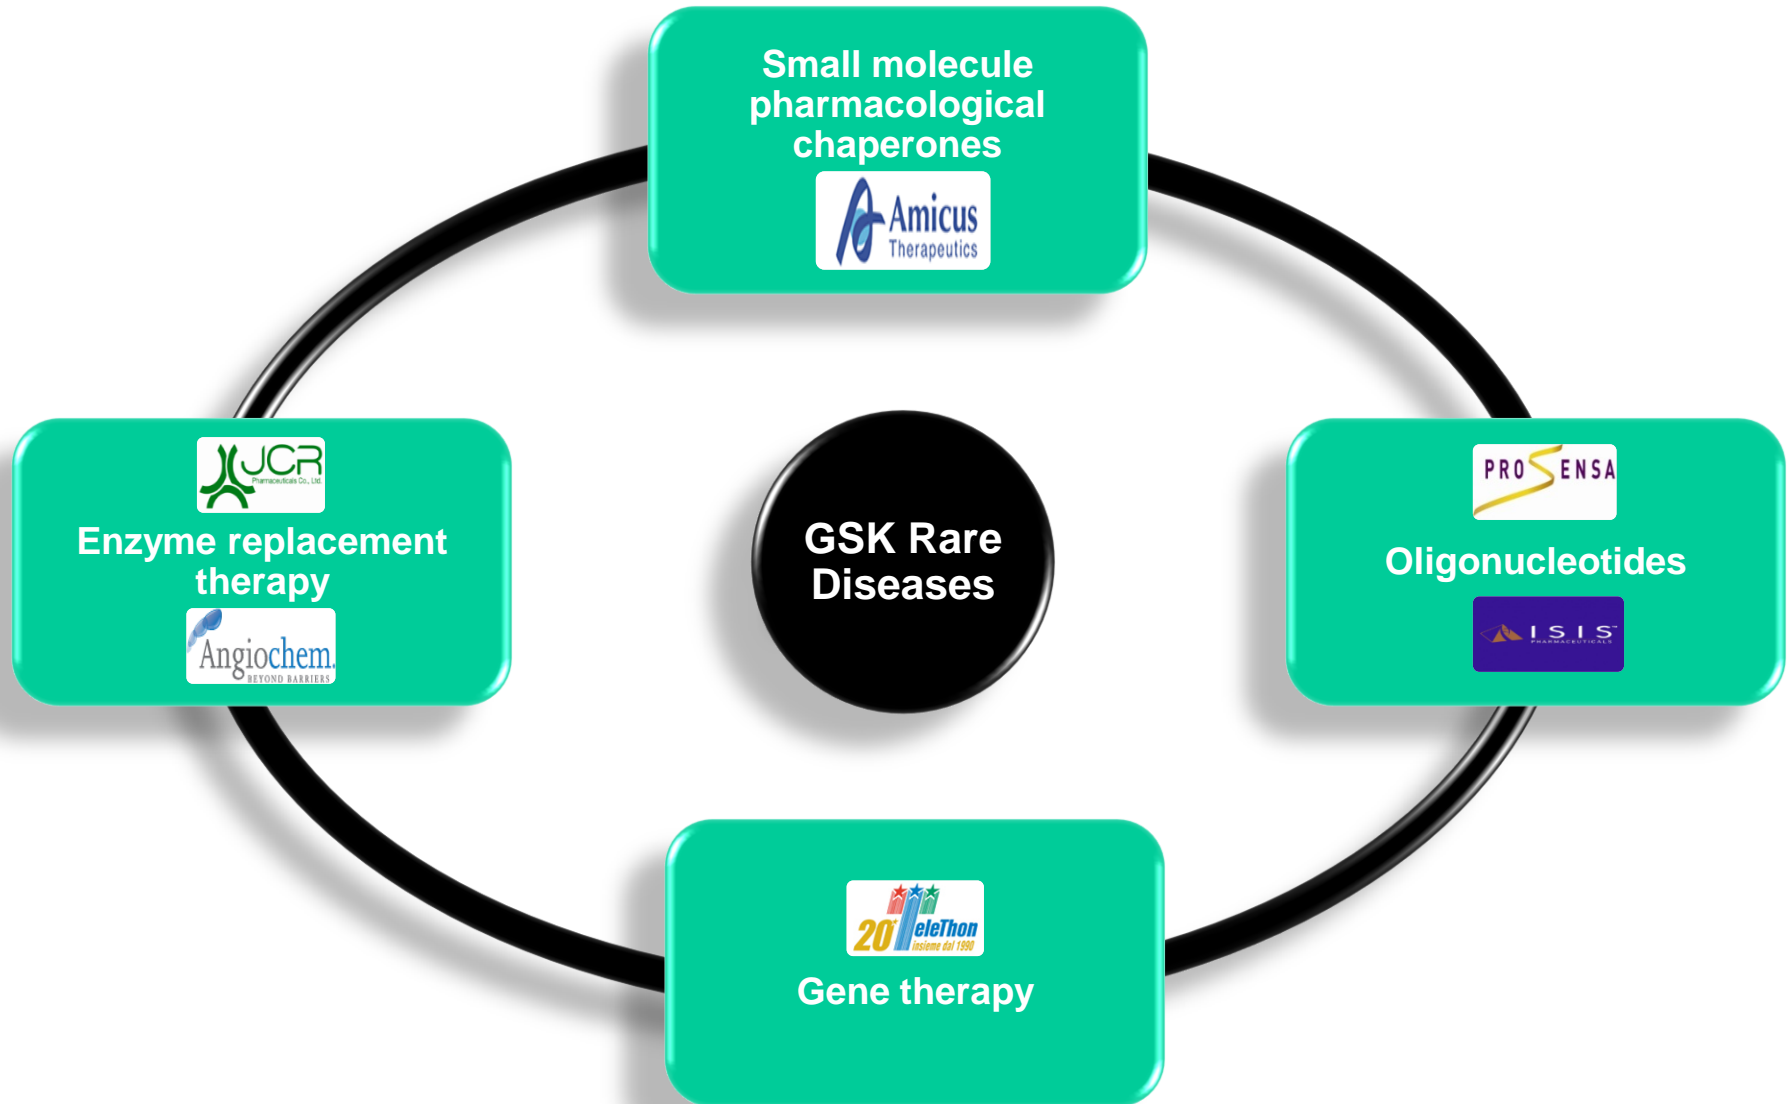 Small molecule
pharmacological
chaperones
Amicus
Therapeutics
JCR
Pharmaceuticals Co., Ltd.
Enzyme replacement
therapy
Angiochem.
BEYOND BARRIERS
GSK Rare
Diseases
PROSENSA
Oligonucleotides
ISIS™
PHARMACEUTICALS
20° TeleThon
insieme dal 1990
Gene therapy